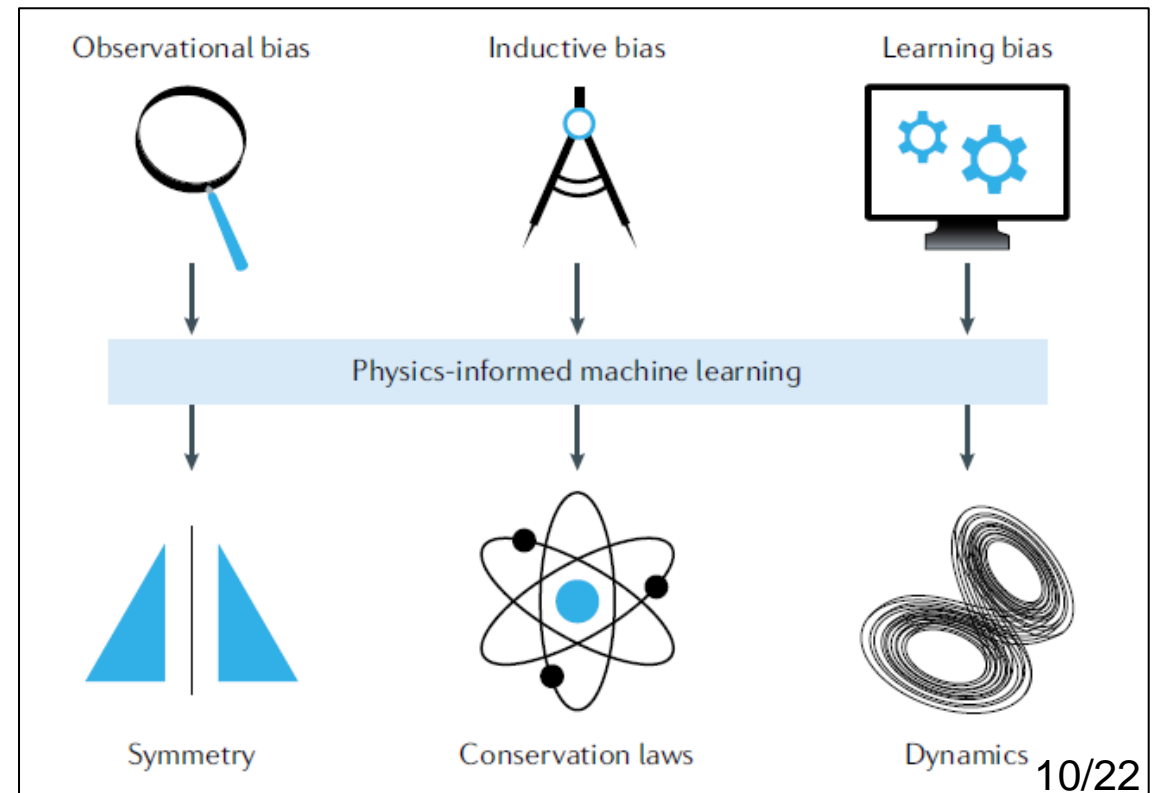 Observational bias
Inductive bias
Learning bias
Physics-informed machine learning
Symmetry
Conservation laws
Dynamics
10/22